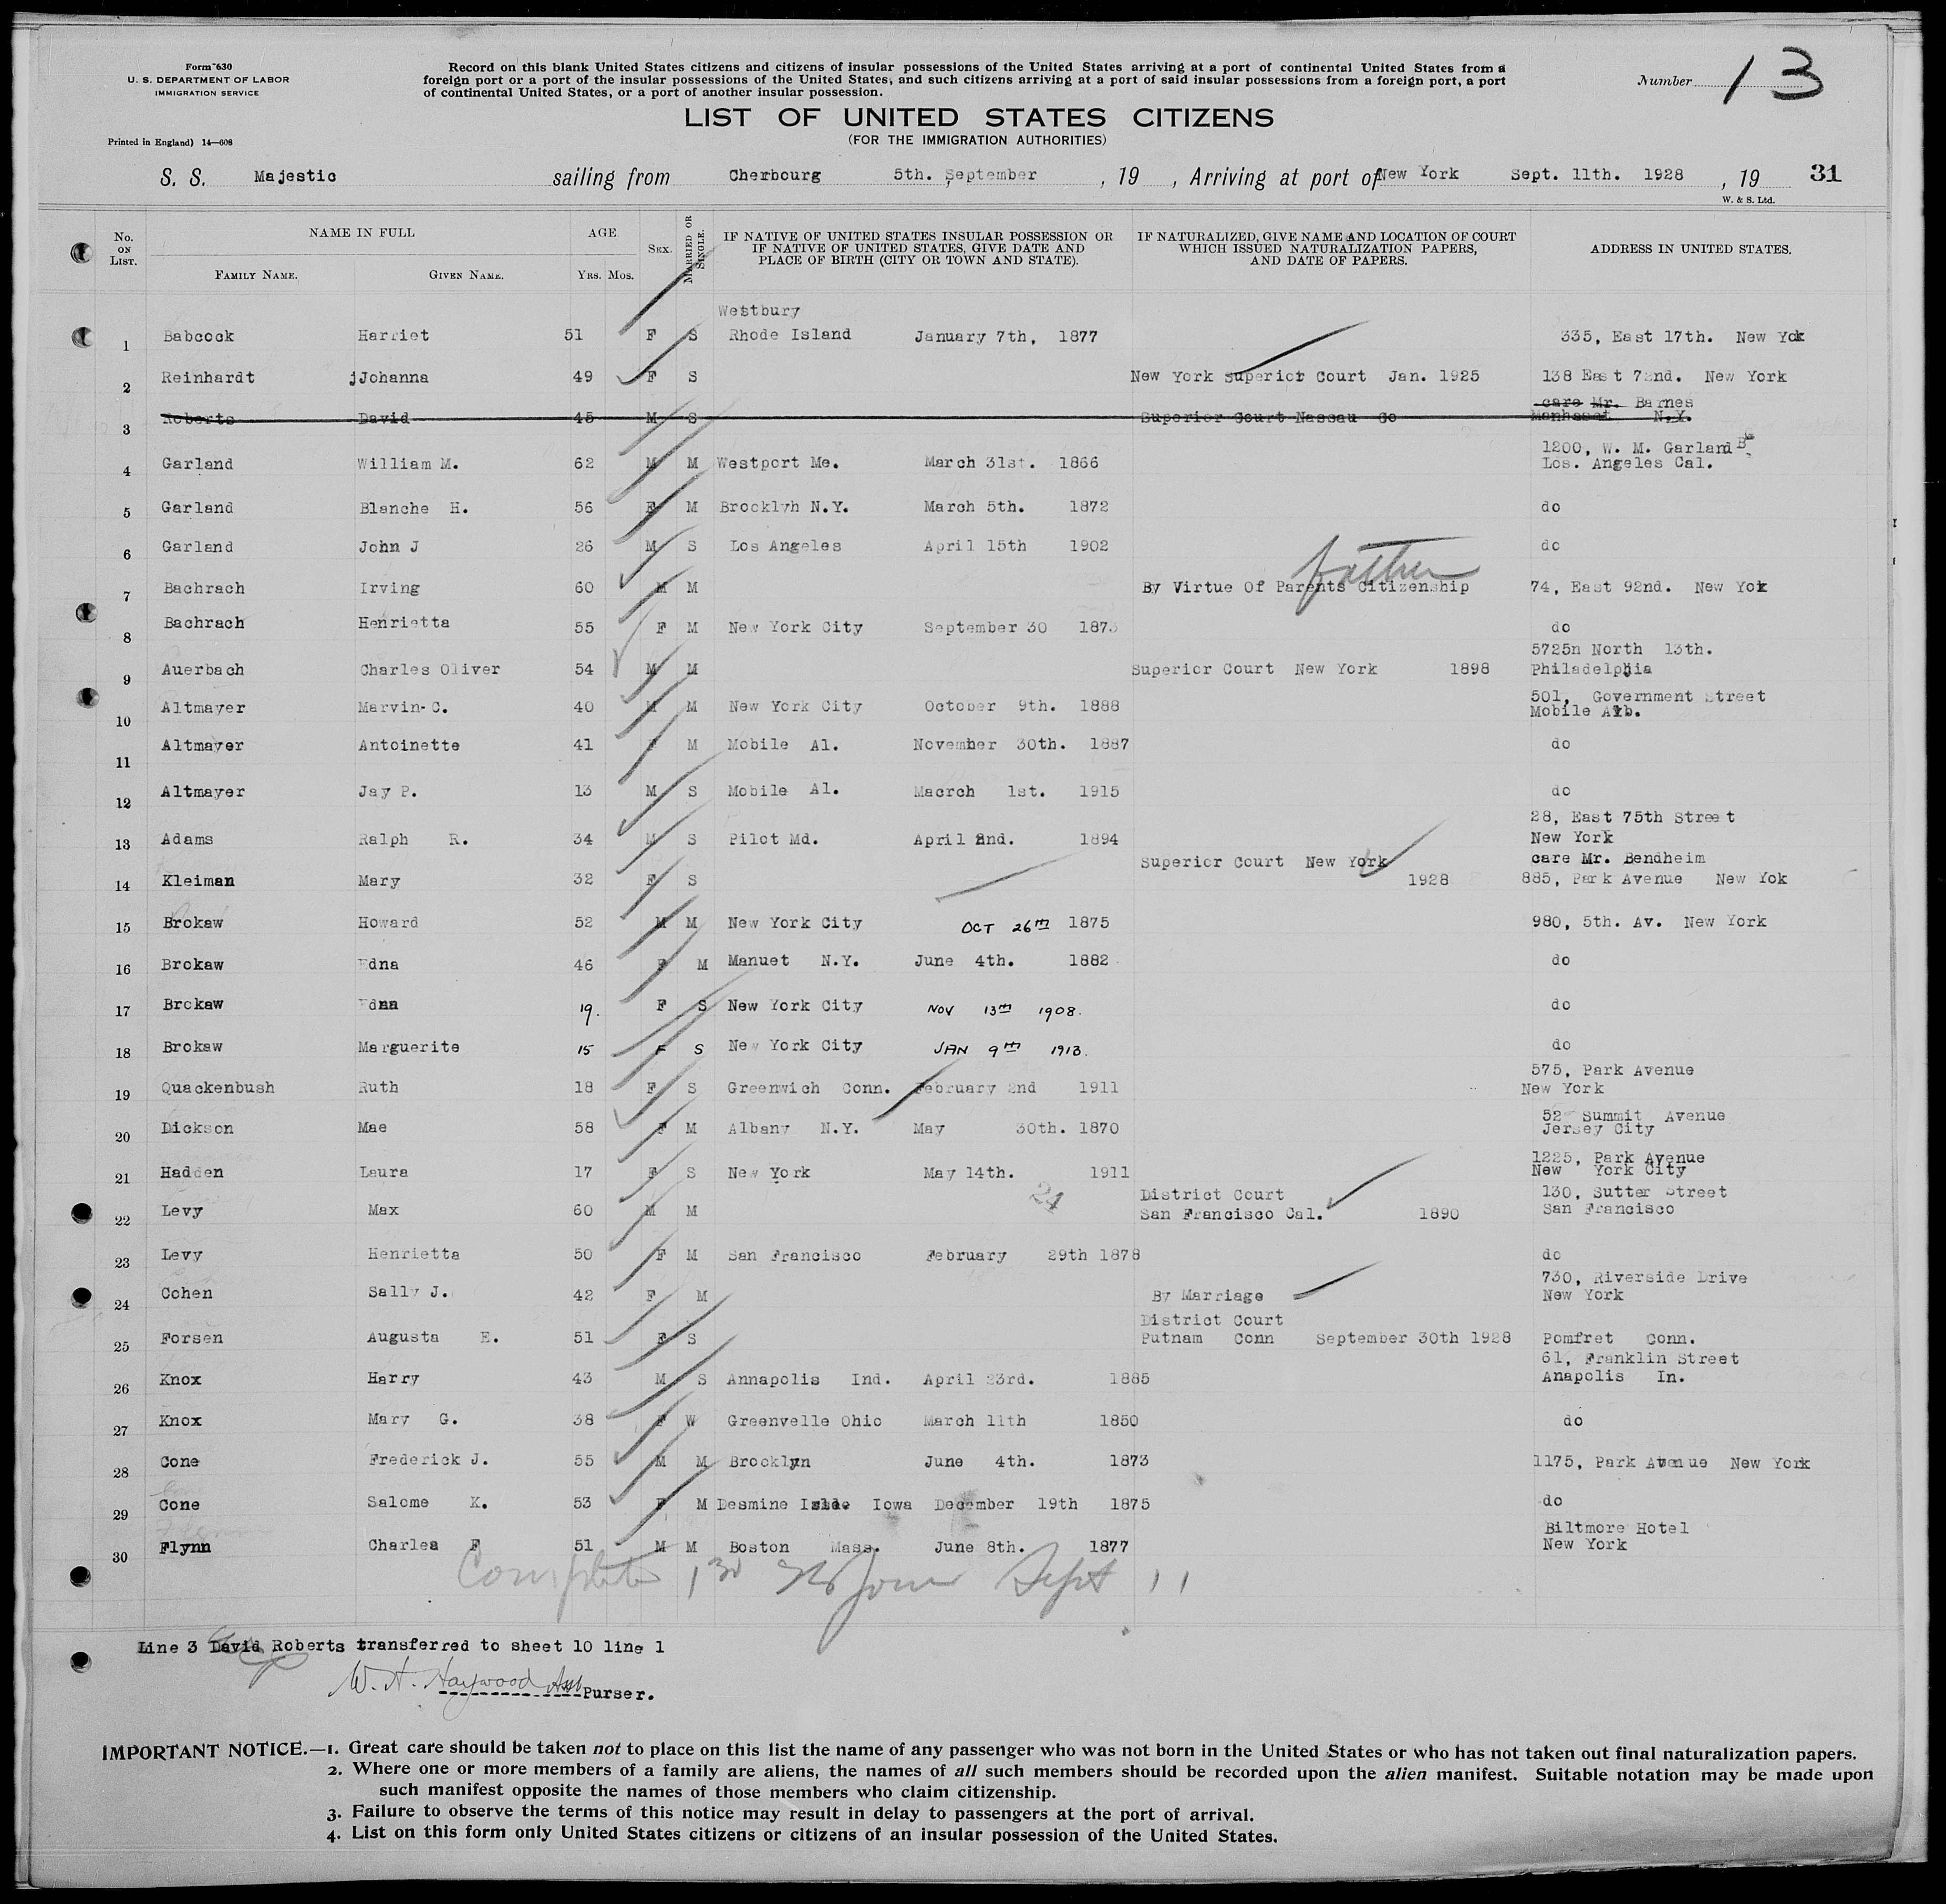 Form 630
U. S. DEPARTMENT OF LABOR
IMMIGRATION SERVICE
Printed in England) 14—608
Record on this blank United States citizens and citizens of insular possessions of the United States arriving at a port of continental United States from a
foreign port or a port of the insular possessions of the United States, and such citizens arriving at a port of said insular possessions from a foreign port, a port
of continental United States, or a port of another insular possession.
Number 13
LIST OF UNITED STATES CITIZENS
(FOR THE IMMIGRATION AUTHORITIES)
S. S. Majestic sailing from Cherbourg 5th. September , 19 , Arriving at port of New York Sept. 11th. 1928 , 19 31
W. & S. Ltd.
No. ON LIST. NAME IN FULL FAMILY NAME. GIVEN NAME. AGE YRS. MOS. SEX. MARRIED OR SINGLE. IF NATIVE OF UNITED STATES INSULAR POSSESSION OR IF NATIVE OF UNITED STATES, GIVE DATE AND PLACE OF BIRTH (CITY OR TOWN AND STATE). IF NATURALIZED, GIVE NAME AND LOCATION OF COURT WHICH ISSUED NATURALIZATION PAPERS, AND DATE OF PAPERS. ADDRESS IN UNITED STATES.
Westbury
1 Babcock Harriet 51 F S Rhode Island January 7th, 1877 335, East 17th. New Yok
2 Reinhardt jJohanna 49 F S New York Superior Court Jan. 1925 138 East 72nd. New York
care Mr. Barnes
3 Roberts David 45 M S Superior Court Nassau Co Manhaset N.Y.
1200, W. M. Garland B
4 Garland William M. 62 M M Westport Me. March 31st. 1866 Los. Angeles Cal.
5 Garland Blanche H. 56 F M Brooklyh N.Y. March 5th. 1872 do
6 Garland John J 26 M S Los Angeles April 15th 1902 do
father
7 Bachrach Irving 60 M M By Virtue Of Parents Citizenship 74, East 92nd. New Yok
8 Bachrach Henrietta 55 F M New York City September 30 1873 do
5725n North 13th.
9 Auerbach Charles Oliver 54 M M Superior Court New York 1898 Philadelphia
501, Government Street
10 Altmayer Marvin-C. 40 M M New York City October 9th. 1888 Mobile Alb.
11 Altmayer Antoinette 41 F M Mobile Al. November 30th. 1887 do
12 Altmayer Jay P. 13 M S Mobile Al. Macrch 1st. 1915 do
28, East 75th Street
13 Adams Ralph R. 34 M S Pilot Md. April 2nd. 1894 New York
Superior Court New York care Mr. Bendheim
14 Kleiman Mary 32 F S 1928 885, Park Avenue New Yok
15 Brokaw Howard 52 M M New York City OCT 26TH 1875 980, 5th. Av. New York
16 Brokaw Edna 46 F M Manuet N.Y. June 4th. 1882 do
17 Brokaw Edna 19. F S New York City NOV 13TH 1908. do
18 Brokaw Marguerite 15 F S New York City JAN 9TH 1913. do
575, Park Avenue
19 Quackenbush Ruth 18 F S Greenwich Conn. February 2nd 1911 New York
52 Summit Avenue
20 Dickson Mae 58 F M Albany N.Y. May 30th. 1870 Jersey City
1225, Park Avenue
21 Hadden Laura 17 F S New York May 14th. 1911 New York City
24 District Court 130, Sutter Street
22 Levy Max 60 M M San Francisco Cal. 1890 San Francisco
23 Levy Henrietta 50 F M San Francisco February 29th 1878 do
730, Riverside Drive
24 Cohen Sally J. 42 F M By Marriage New York
District Court
25 Forsen Augusta E. 51 F S Putnam Conn September 30th 1928 Pomfret Conn.
61, Franklin Street
26 Knox Harry 43 M S Annapolis Ind. April 23rd. 1885 Anapolis In.
27 Knox Mary G. 38 F W Greenvelle Ohio March 11th 1850 do
28 Cone Frederick J. 55 M M Brooklyn June 4th. 1873 1175, Park Avenue New York
29 Cone Salome K. 53 F M Desmine Iowa December 19th 1875 do
Biltmore Hotel
30 Flynn Charles F 51 M M Boston Mass. June 8th. 1877 New York
Complete Sept 11
Line 3 David Roberts transferred to sheet 10 line 1
W. H. Haywood Asst Purser.
IMPORTANT NOTICE.—1. Great care should be taken not to place on this list the name of any passenger who was not born in the United States or who has not taken out final naturalization papers.
2. Where one or more members of a family are aliens, the names of all such members should be recorded upon the alien manifest. Suitable notation may be made upon
such manifest opposite the names of those members who claim citizenship.
3. Failure to observe the terms of this notice may result in delay to passengers at the port of arrival.
4. List on this form only United States citizens or citizens of an insular possession of the United States.